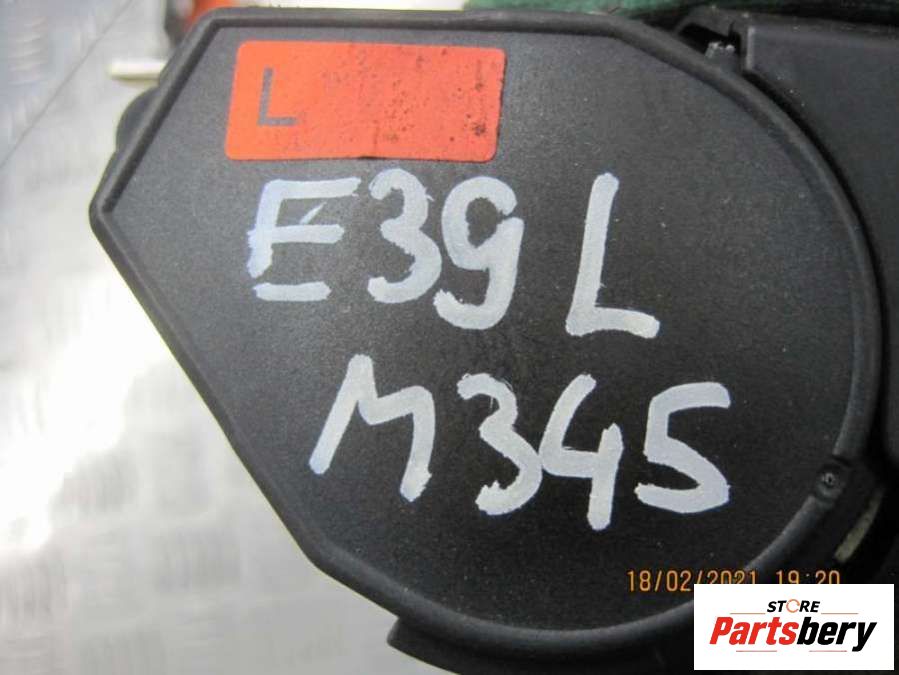 L
E39 L
M345
18/02/2021 19:20
STORE
Partsbery